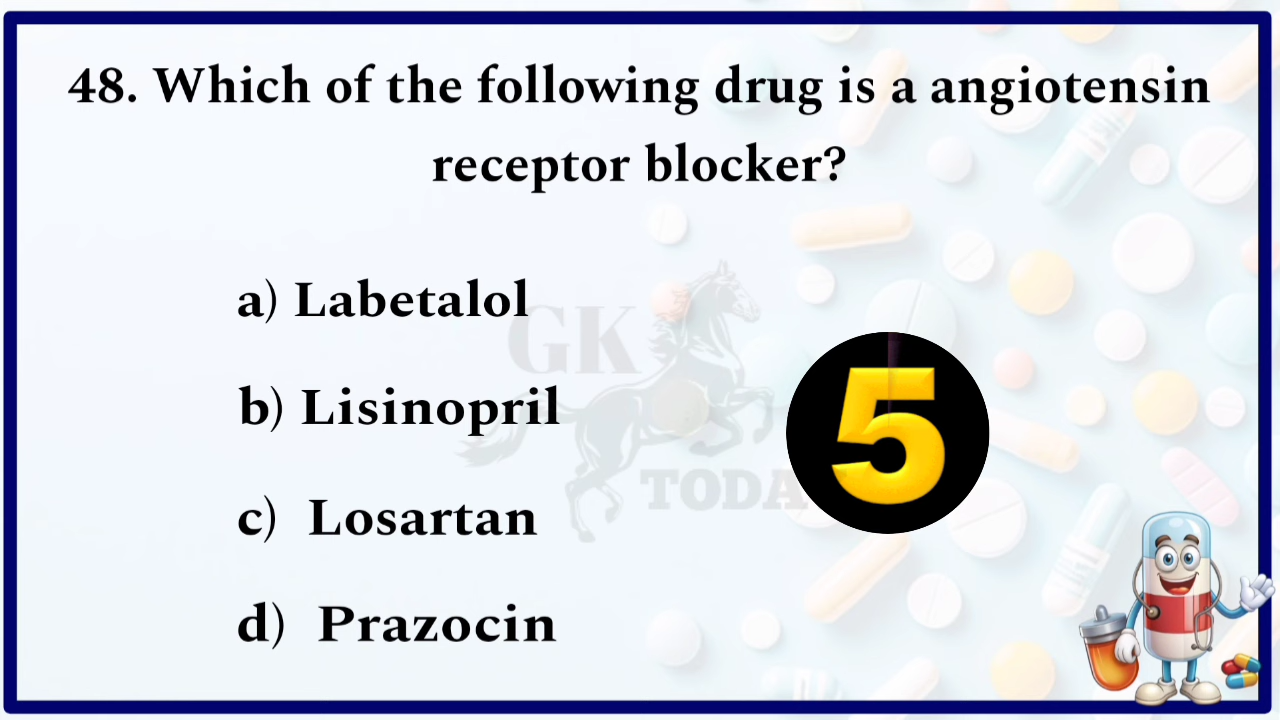 48. Which of the following drug is a angiotensin
receptor blocker?
a) Labetalol
GK
b) Lisinopril
5
TODA
c) Losartan
d) Prazocin